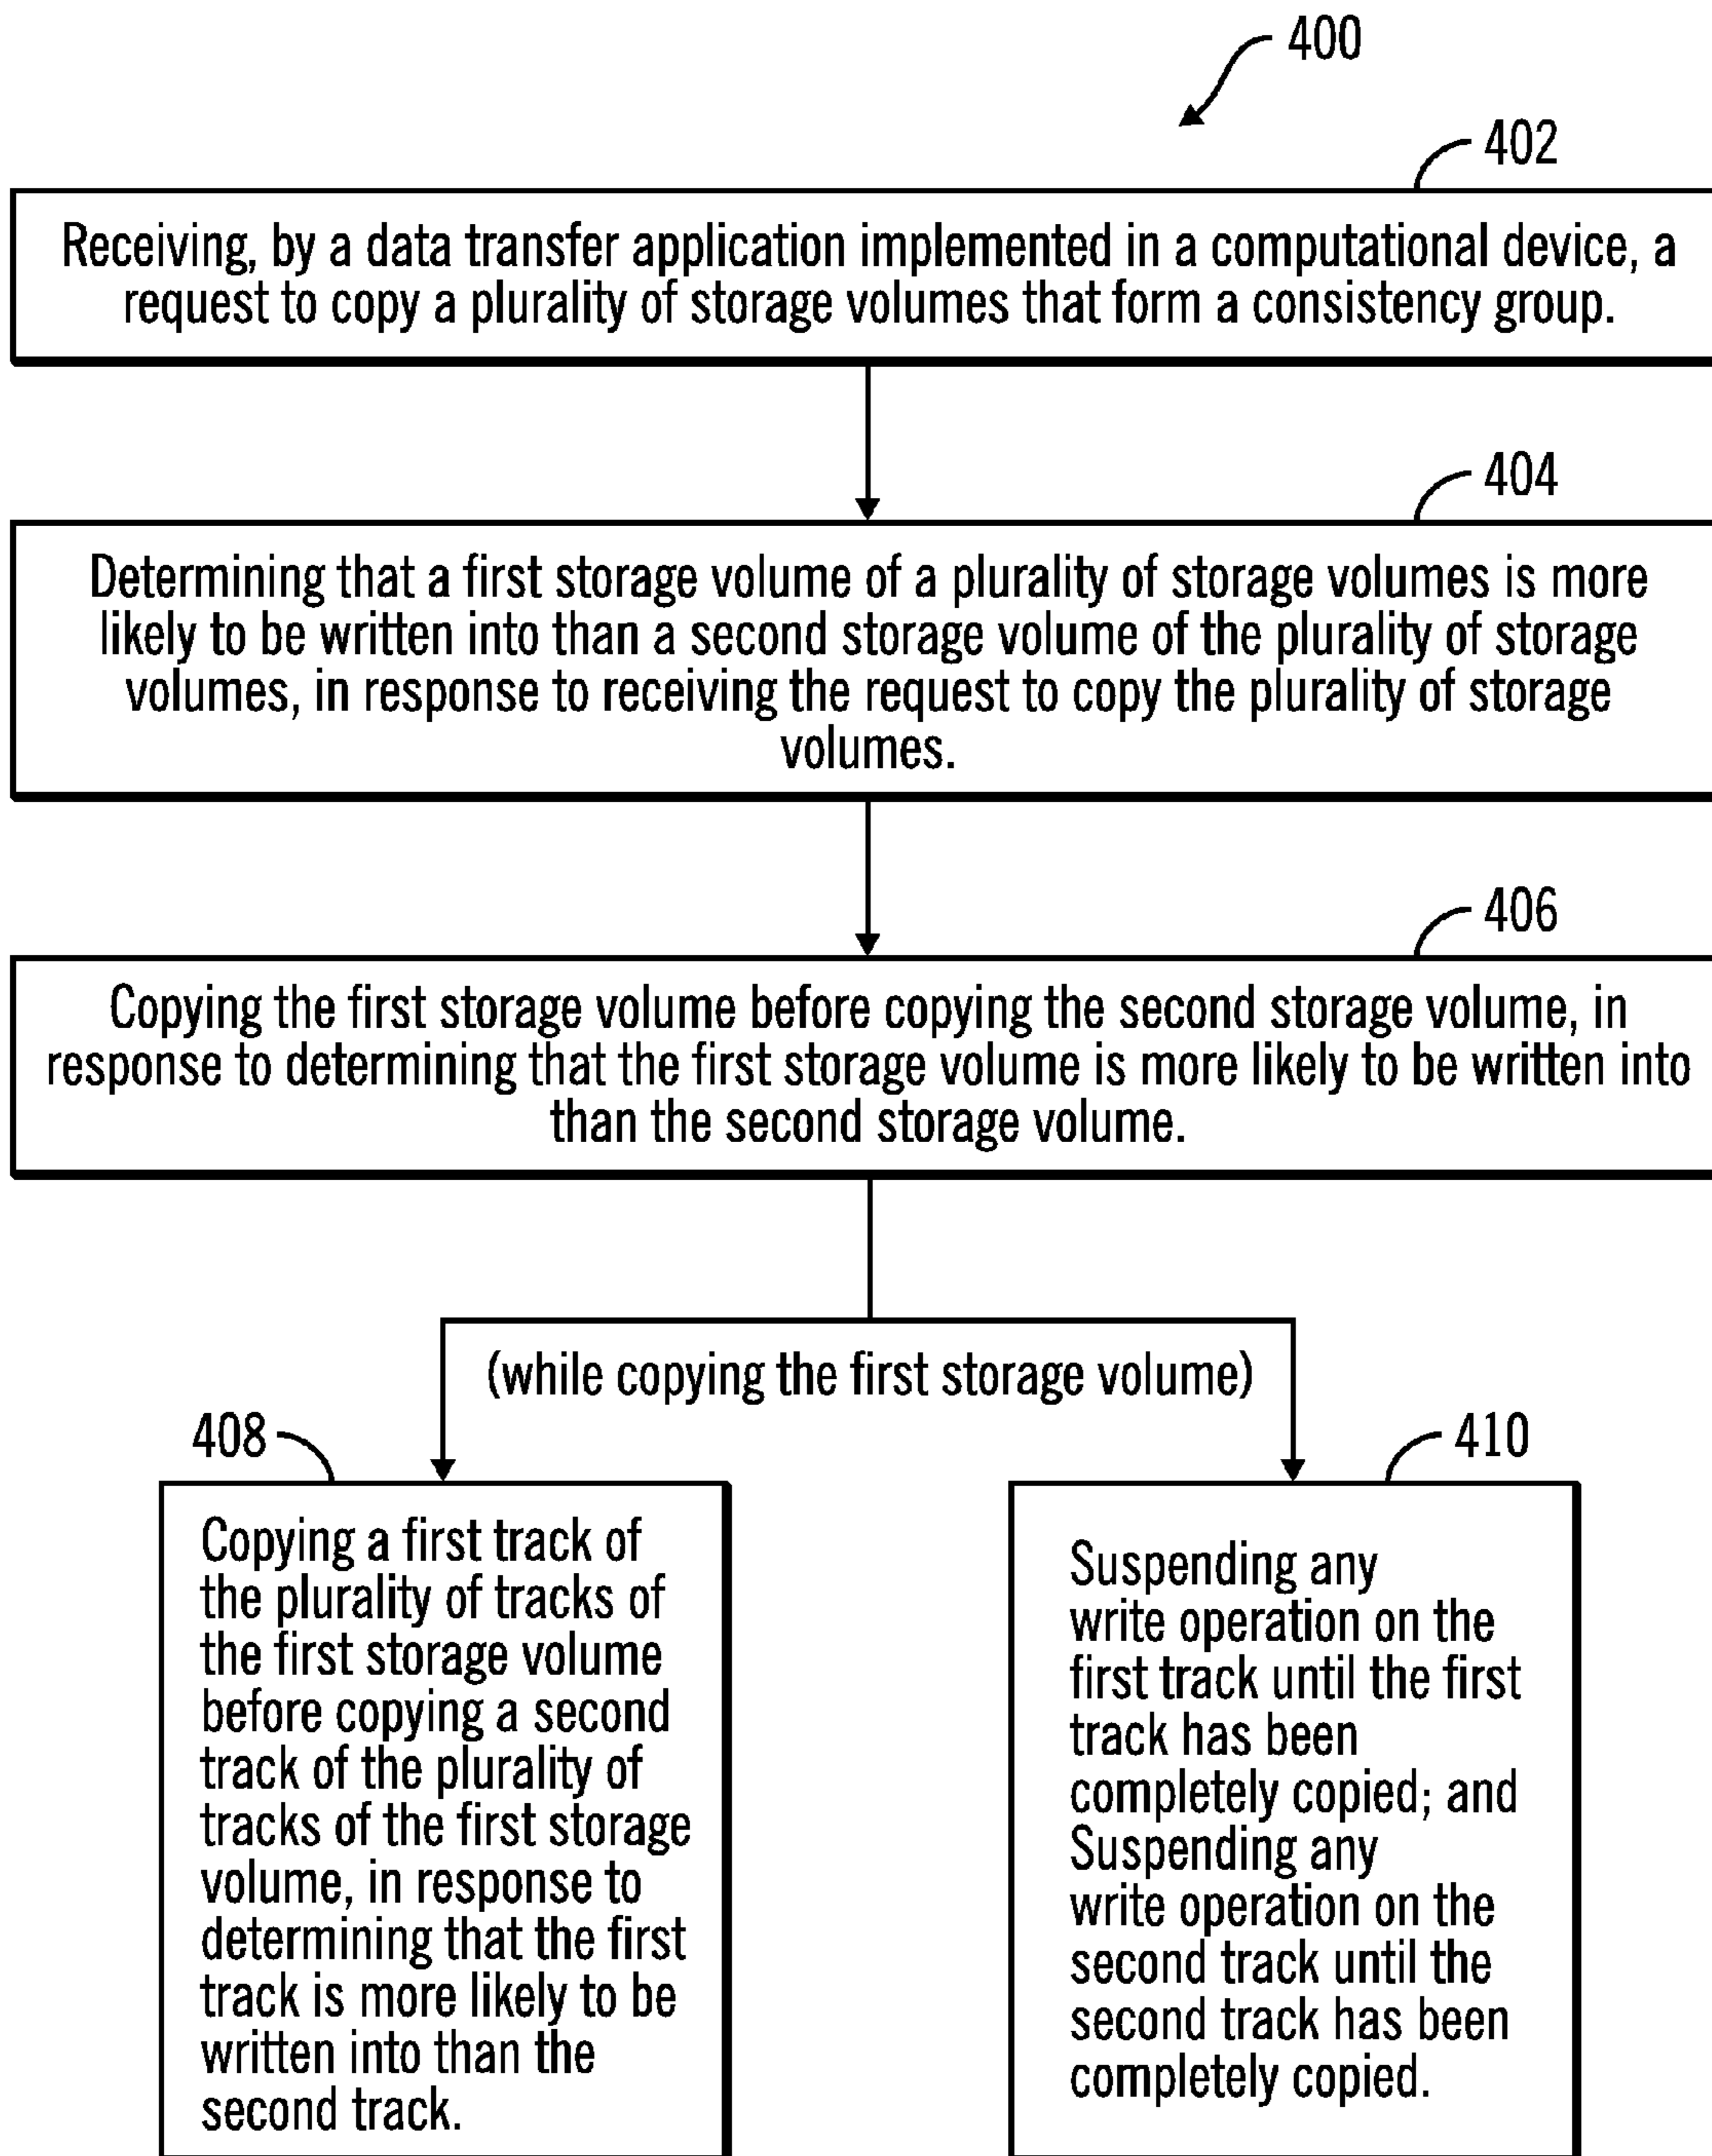 400
402
Receiving, by a data transfer application implemented in a computational device, a
request to copy a plurality of storage volumes that form a consistency group.
404
Determining that a first storage volume of a plurality of storage volumes is more
likely to be written into than a second storage volume of the plurality of storage
volumes, in response to receiving the request to copy the plurality of storage
volumes.
406
Copying the first storage volume before copying the second storage volume, in
response to determining that the first storage volume is more likely to be written into
than the second storage volume.
(while copying the first storage volume)
408
Copying a first track of
the plurality of tracks of
the first storage volume
before copying a second
track of the plurality of
tracks of the first storage
volume, in response to
determining that the first
track is more likely to be
written into than the
second track.
410
Suspending any
write operation on the
first track until the first
track has been
completely copied; and
Suspending any
write operation on the
second track until the
second track has been
completely copied.